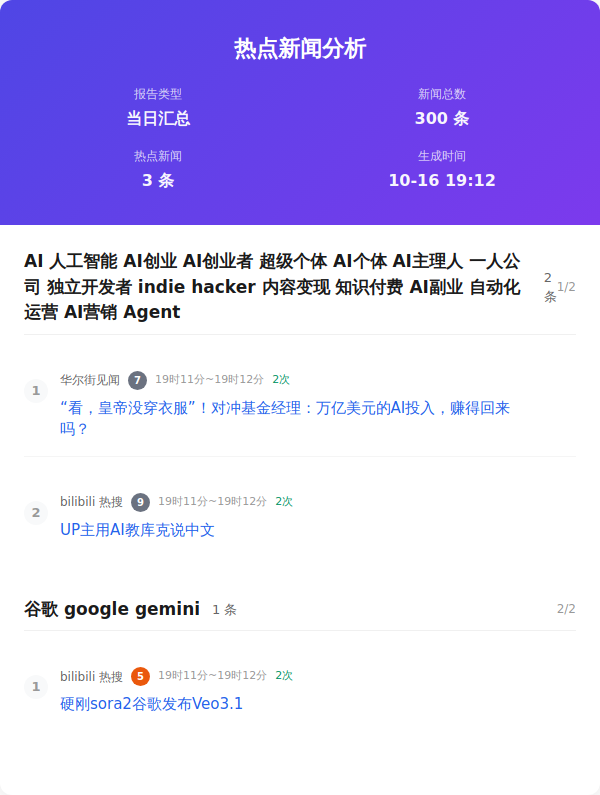 热点新闻分析
报告类型
新闻总数
当日汇总
300 条
热点新闻
生成时间
3 条
10-16 19:12
AI 人工智能 AI创业 AI创业者 超级个体 AI个体 AI主理人 一人公
司 独立开发者 indie hacker 内容变现 知识付费 AI副业 自动化
运营 AI营销 Agent
2
条
1/2
1
华尔街见闻 7 19时11分~19时12分 2次
“看，皇帝没穿衣服”！对冲基金经理：万亿美元的AI投入，赚得回来
吗？
2
bilibili 热搜 9 19时11分~19时12分 2次
UP主用AI教库克说中文
谷歌 google gemini 1 条 2/2
1
bilibili 热搜 5 19时11分~19时12分 2次
硬刚sora2谷歌发布Veo3.1